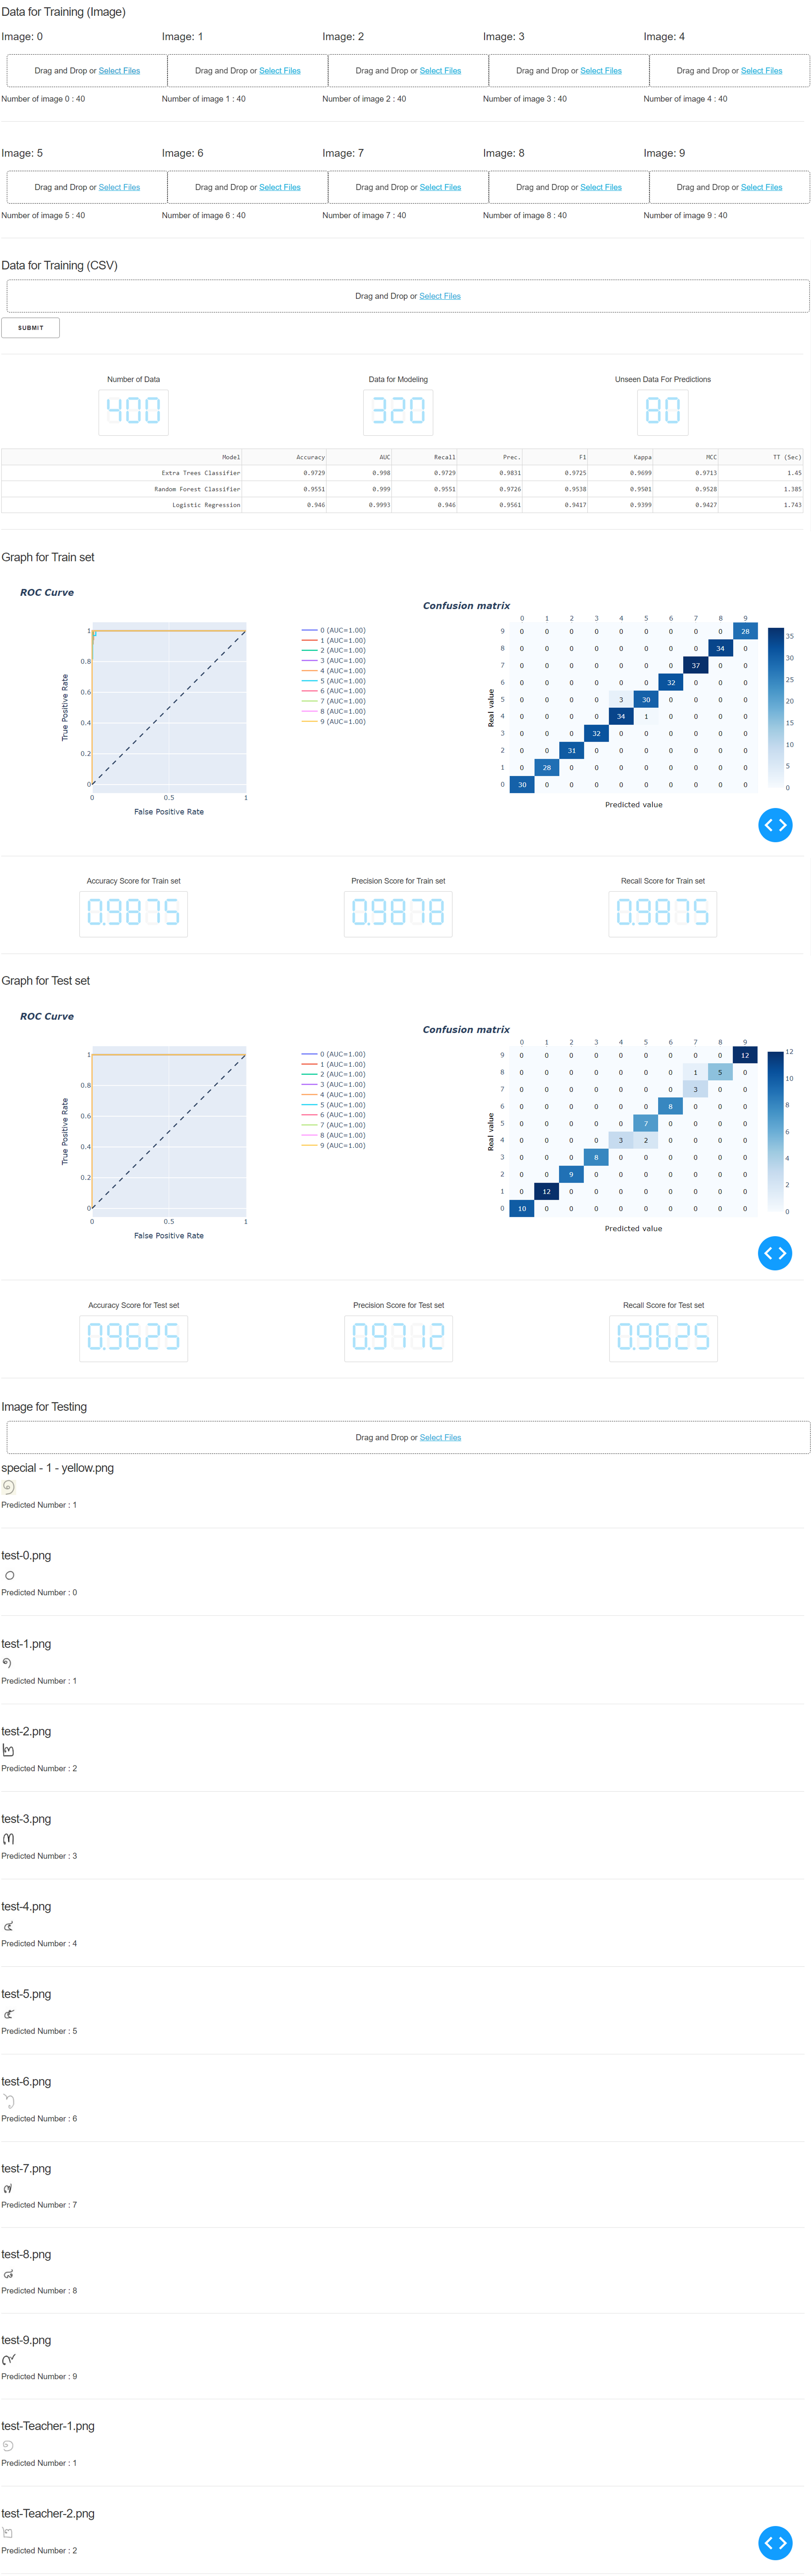 Data for Training (Image)
Image: 0 Image: 1 Image: 2 Image: 3 Image: 4
Drag and Drop or Select Files Drag and Drop or Select Files Drag and Drop or Select Files Drag and Drop or Select Files Drag and Drop or Select Files
Number of image 0 : 40 Number of image 1 : 40 Number of image 2 : 40 Number of image 3 : 40 Number of image 4 : 40
Image: 5 Image: 6 Image: 7 Image: 8 Image: 9
Drag and Drop or Select Files Drag and Drop or Select Files Drag and Drop or Select Files Drag and Drop or Select Files Drag and Drop or Select Files
Number of image 5 : 40 Number of image 6 : 40 Number of image 7 : 40 Number of image 8 : 40 Number of image 9 : 40
Data for Training (CSV)
Drag and Drop or Select Files
SUBMIT
Number of Data Data for Modeling Unseen Data For Predictions
400 320 80
Model Accuracy AUC Recall Prec. F1 Kappa MCC TT (Sec)
Extra Trees Classifier 0.9729 0.998 0.9729 0.9831 0.9725 0.9699 0.9713 1.45
Random Forest Classifier 0.9551 0.999 0.9551 0.9726 0.9538 0.9501 0.9528 1.385
Logistic Regression 0.946 0.9993 0.946 0.9561 0.9417 0.9399 0.9427 1.743
Graph for Train set
ROC Curve
True Positive Rate
1
0.8
0.6
0.4
0.2
0
0 0.5 1
False Positive Rate
0 (AUC=1.00)
1 (AUC=1.00)
2 (AUC=1.00)
3 (AUC=1.00)
4 (AUC=1.00)
5 (AUC=1.00)
6 (AUC=1.00)
7 (AUC=1.00)
8 (AUC=1.00)
9 (AUC=1.00)
Confusion matrix
0 1 2 3 4 5 6 7 8 9
Real value
9 0 0 0 0 0 0 0 0 0 28
8 0 0 0 0 0 0 0 0 34 0
7 0 0 0 0 0 0 0 37 0 0
6 0 0 0 0 0 0 32 0 0 0
5 0 0 0 0 3 30 0 0 0 0
4 0 0 0 0 34 1 0 0 0 0
3 0 0 0 32 0 0 0 0 0 0
2 0 0 31 0 0 0 0 0 0 0
1 0 28 0 0 0 0 0 0 0 0
0 30 0 0 0 0 0 0 0 0 0
Predicted value
35
30
25
20
15
10
5
0
Accuracy Score for Train set Precision Score for Train set Recall Score for Train set
0.9875 0.9878 0.9875
Graph for Test set
ROC Curve
True Positive Rate
1
0.8
0.6
0.4
0.2
0
0 0.5 1
False Positive Rate
0 (AUC=1.00)
1 (AUC=1.00)
2 (AUC=1.00)
3 (AUC=1.00)
4 (AUC=1.00)
5 (AUC=1.00)
6 (AUC=1.00)
7 (AUC=1.00)
8 (AUC=1.00)
9 (AUC=1.00)
Confusion matrix
0 1 2 3 4 5 6 7 8 9
Real value
9 0 0 0 0 0 0 0 0 0 12
8 0 0 0 0 0 0 0 1 5 0
7 0 0 0 0 0 0 0 3 0 0
6 0 0 0 0 0 0 8 0 0 0
5 0 0 0 0 0 7 0 0 0 0
4 0 0 0 0 3 2 0 0 0 0
3 0 0 0 8 0 0 0 0 0 0
2 0 0 9 0 0 0 0 0 0 0
1 0 12 0 0 0 0 0 0 0 0
0 10 0 0 0 0 0 0 0 0 0
Predicted value
12
10
8
6
4
2
0
Accuracy Score for Test set Precision Score for Test set Recall Score for Test set
0.9625 0.9712 0.9625
Image for Testing
Drag and Drop or Select Files
special - 1 - yellow.png
๑
Predicted Number : 1
test-0.png
๐
Predicted Number : 0
test-1.png
๑
Predicted Number : 1
test-2.png
๒
Predicted Number : 2
test-3.png
๓
Predicted Number : 3
test-4.png
๔
Predicted Number : 4
test-5.png
๕
Predicted Number : 5
test-6.png
๖
Predicted Number : 6
test-7.png
๗
Predicted Number : 7
test-8.png
๘
Predicted Number : 8
test-9.png
๙
Predicted Number : 9
test-Teacher-1.png
๑
Predicted Number : 1
test-Teacher-2.png
๒
Predicted Number : 2